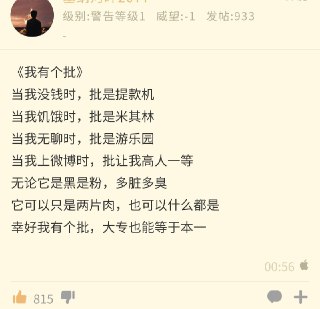 级别:警告等级1 威望:-1 发帖:933
-
《我有个批》
当我没钱时，批是提款机
当我饥饿时，批是米其林
当我无聊时，批是游乐园
当我上微博时，批让我高人一等
无论它是黑是粉，多脏多臭
它可以只是两片肉，也可以什么都是
幸好我有个批，大专也能等于本一
00:56
815